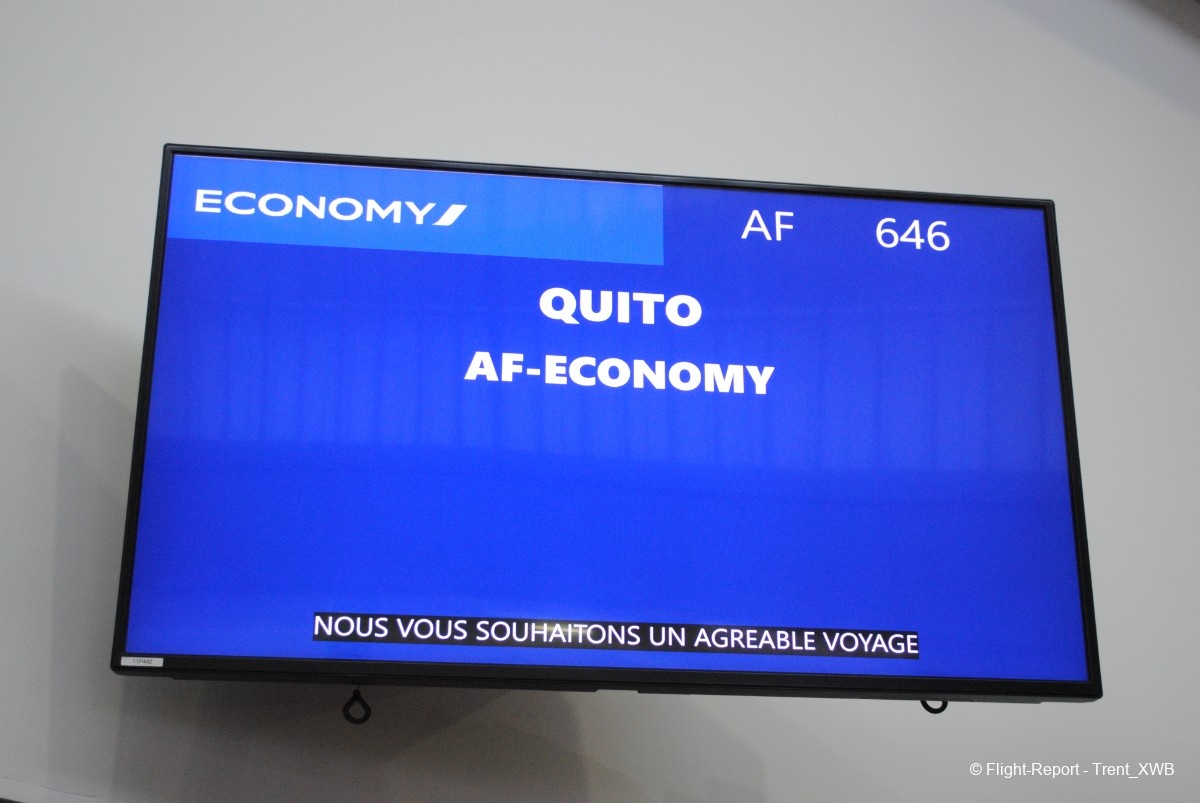 ECONOMY
AF 646
QUITO
AF-ECONOMY
NOUS VOUS SOUHAITONS UN AGREABLE VOYAGE
© Flight-Report - Trent_XWB